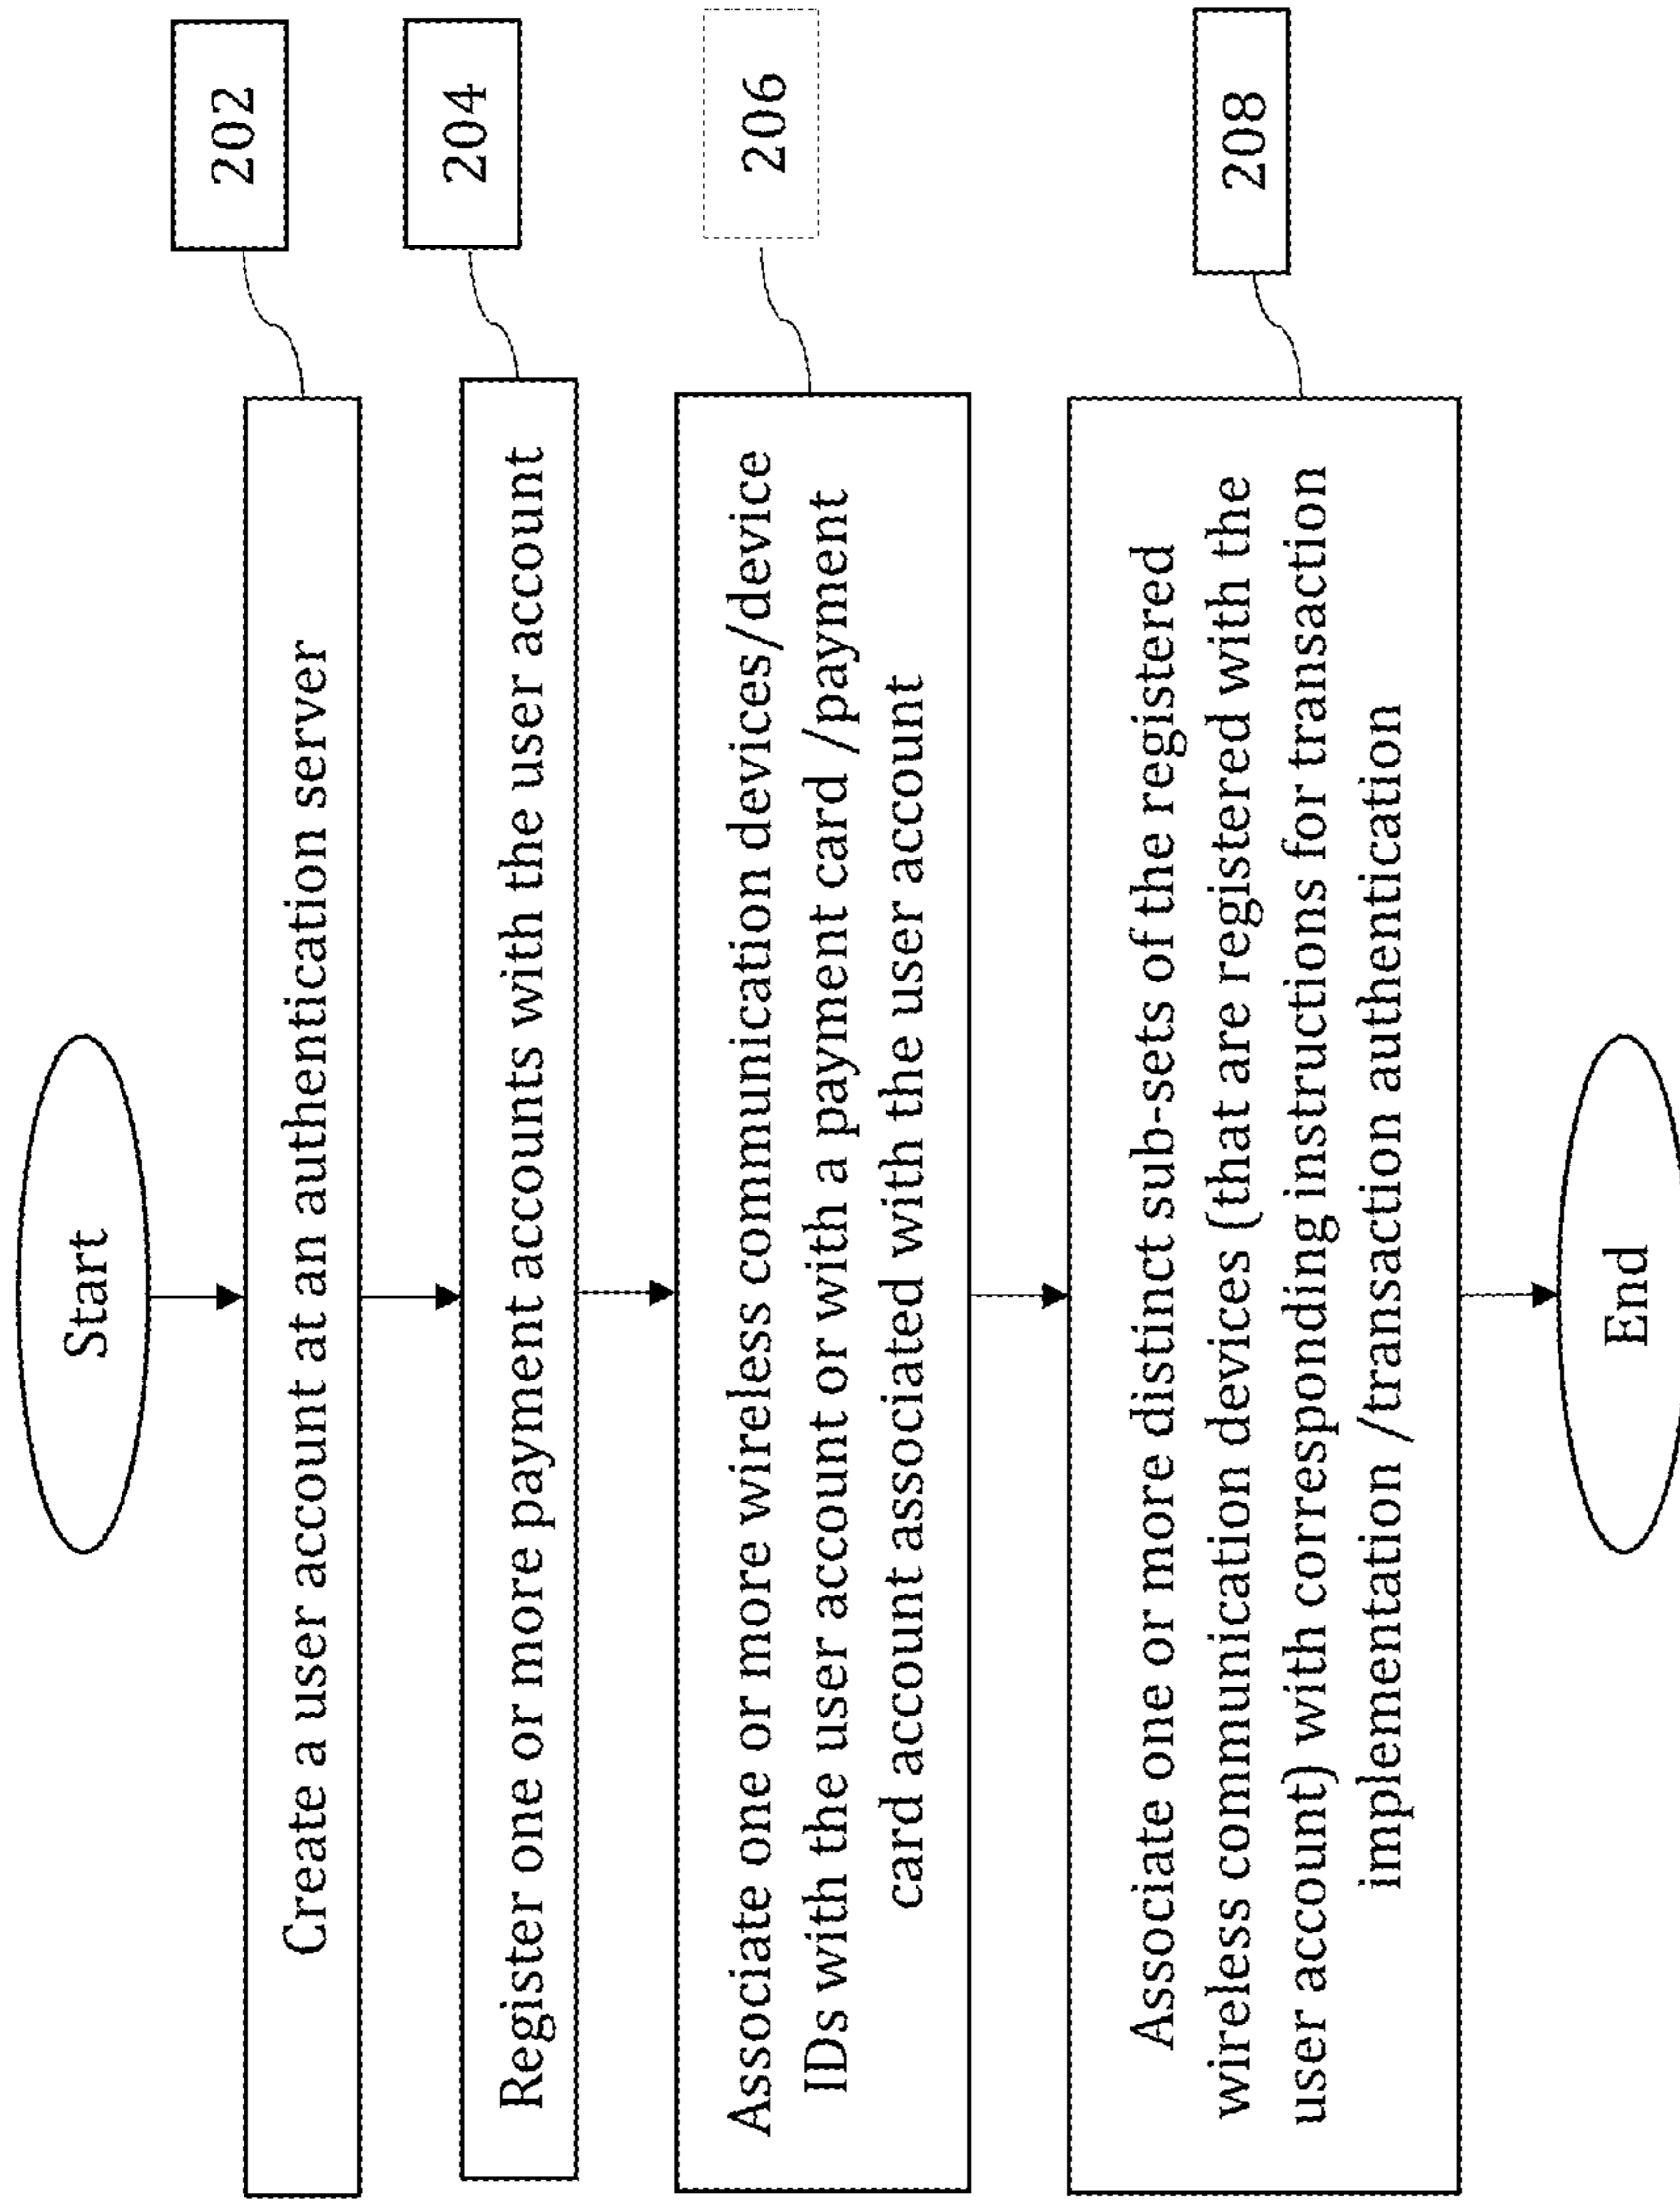 Start
Create a user account at an authentication server
202
Register one or more payment accounts with the user account
204
Associate one or more wireless communication devices/device
IDs with the user account or with a payment card /payment
card account associated with the user account
206
Associate one or more distinct sub-sets of the registered
wireless communication devices (that are registered with the
user account) with corresponding instructions for transaction
implementation /transaction authentication
208
End